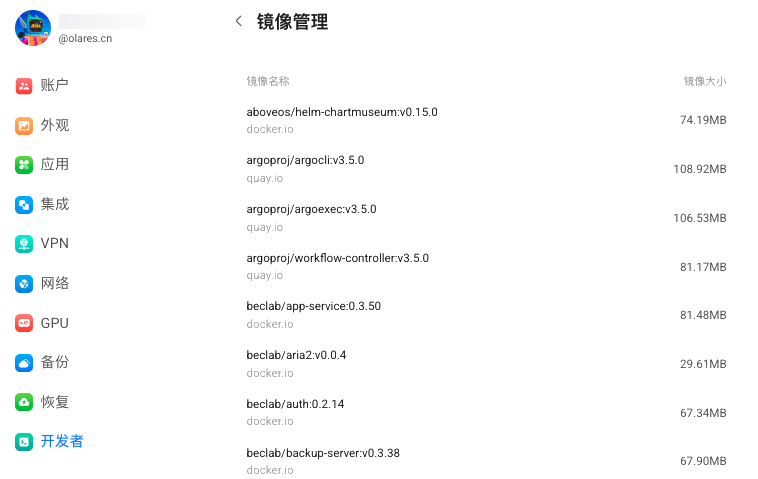 镜像管理
@olares.cn
账户
外观
应用
集成
VPN
网络
GPU
备份
恢复
开发者
镜像名称 镜像大小
aboveos/helm-chartmuseum:v0.15.0
docker.io
74.19MB
argoproj/argocli:v3.5.0
quay.io
108.92MB
argoproj/argoexec:v3.5.0
quay.io
106.53MB
argoproj/workflow-controller:v3.5.0
quay.io
81.17MB
beclab/app-service:0.3.50
docker.io
81.48MB
beclab/aria2:v0.0.4
docker.io
29.61MB
beclab/auth:0.2.14
docker.io
67.34MB
beclab/backup-server:v0.3.38
docker.io
67.90MB